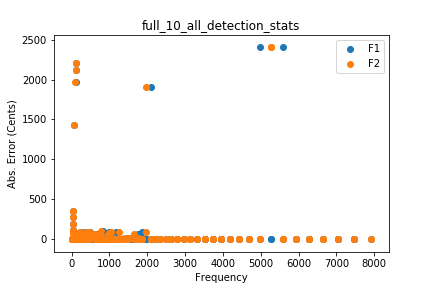 full_10_all_detection_stats
F1
F2
Abs. Error (Cents)
2500
2000
1500
1000
500
0
0 1000 2000 3000 4000 5000 6000 7000 8000
Frequency